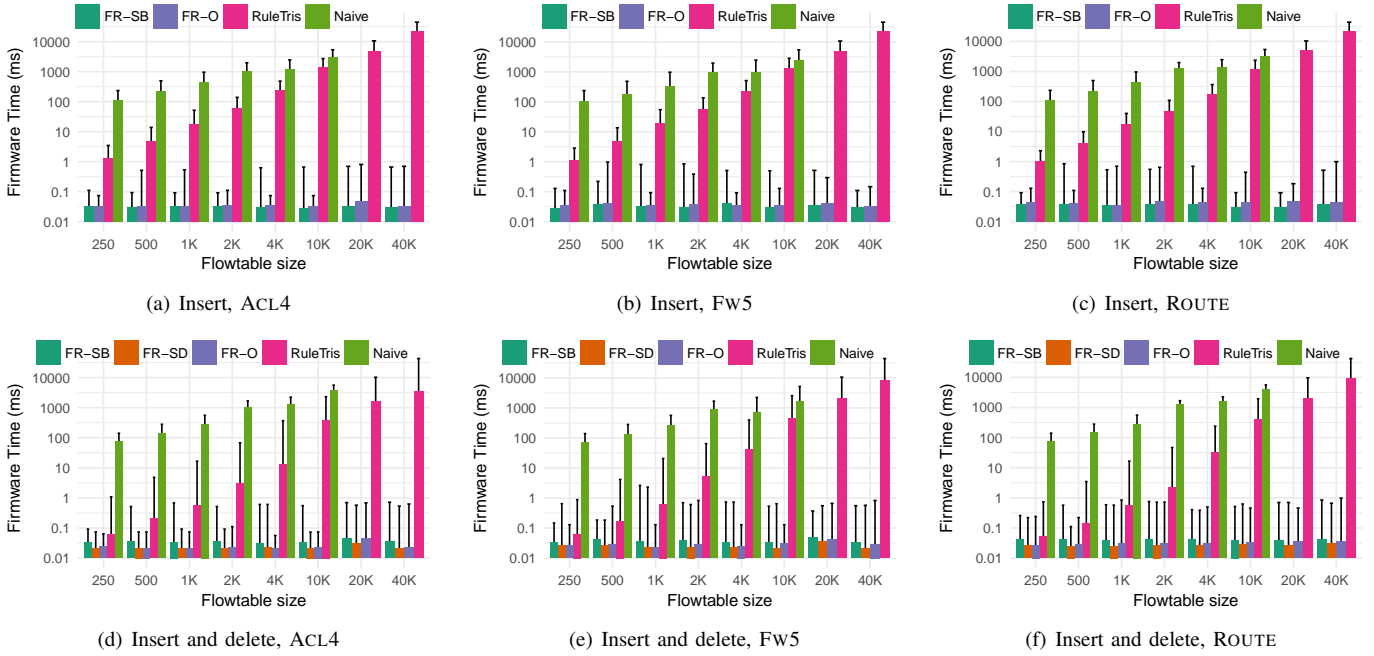 FR−SB FR−O RuleTris Naive
Firmware Time (ms)
10000
1000
100
10
1
0.1
0.01
250 500 1K 2K 4K 10K 20K 40K
Flowtable size
(a) Insert, ACL4
FR−SB FR−O RuleTris Naive
Firmware Time (ms)
10000
1000
100
10
1
0.1
0.01
250 500 1K 2K 4K 10K 20K 40K
Flowtable size
(b) Insert, FW5
FR−SB FR−O RuleTris Naive
Firmware Time (ms)
10000
1000
100
10
1
0.1
0.01
250 500 1K 2K 4K 10K 20K 40K
Flowtable size
(c) Insert, ROUTE
FR−SB FR−SD FR−O RuleTris Naive
Firmware Time (ms)
10000
1000
100
10
1
0.1
0.01
250 500 1K 2K 4K 10K 20K 40K
Flowtable size
(d) Insert and delete, ACL4
FR−SB FR−SD FR−O RuleTris Naive
Firmware Time (ms)
10000
1000
100
10
1
0.1
0.01
250 500 1K 2K 4K 10K 20K 40K
Flowtable size
(e) Insert and delete, FW5
FR−SB FR−SD FR−O RuleTris Naive
Firmware Time (ms)
10000
1000
100
10
1
0.1
0.01
250 500 1K 2K 4K 10K 20K 40K
Flowtable size
(f) Insert and delete, ROUTE